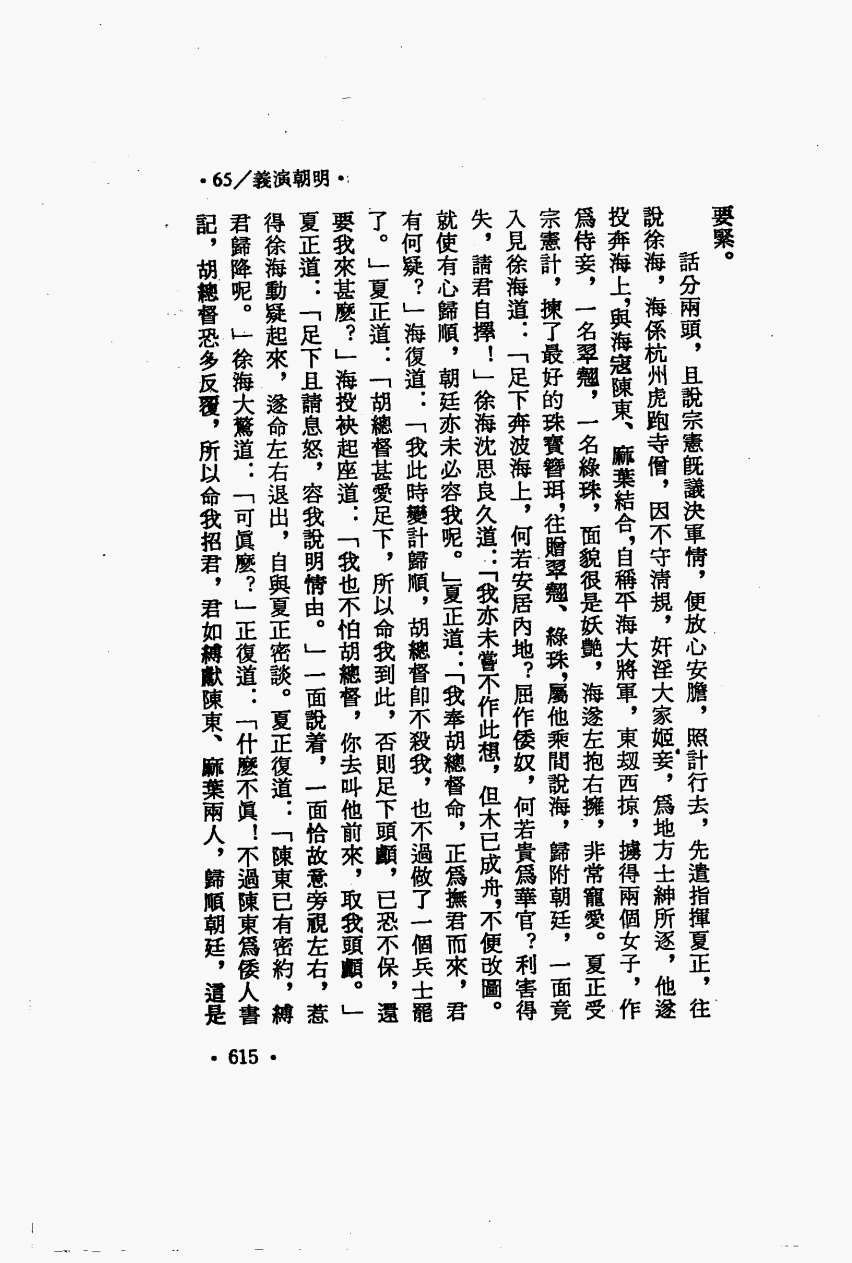 •65／義演朝明•
要緊。
話分兩頭，且說宗憲既議決軍情，便放心安膽，照計行去，先遣指揮夏正，往
說徐海，海係杭州虎跑寺僧，因不守清規，奸淫大家姬妾，爲地方士紳所逐，他遂
投奔海上，與海寇陳東、麻葉結合，自稱平海大將軍，東刼西掠，擄得兩個女子，作
爲侍妾，一名翠翹，一名綠珠，面貌很是妖艷，海遂左抱右擁，非常寵愛。夏正受
宗憲計，揀了最好的珠寶簪珥，往贈翠翹、綠珠，屬他乘間說海，歸附朝廷，一面竟
入見徐海道：「足下奔波海上，何若安居內地？屈作倭奴，何若貴爲華官？利害得
失，請君自擇！」徐海沈思良久道：「我亦未嘗不作此想，但木已成舟，不便改圖。
就使有心歸順，朝廷亦未必容我呢。」夏正道：「我奉胡總督命，正爲撫君而來，君
有何疑？」海復道：「我此時變計歸順，胡總督卽不殺我，也不過做了一個兵士罷
了。」夏正道：「胡總督甚愛足下，所以命我到此，否則足下頭顱，已恐不保，還
要我來甚麼？」海投袂起座道：「我也不怕胡總督，你去叫他前來，取我頭顱。」
夏正道：「足下且請息怒，容我說明情由。」一面說着，一面恰故意旁視左右，惹
得徐海動疑起來，遂命左右退出，自與夏正密談。夏正復道：「陳東已有密約，縛
君歸降呢。」徐海大驚道：「可眞麼？」正復道：「什麼不眞！不過陳東爲倭人書
記，胡總督恐多反覆，所以命我招君，君如縛獻陳東、麻葉兩人，歸順朝廷，這是
•615•